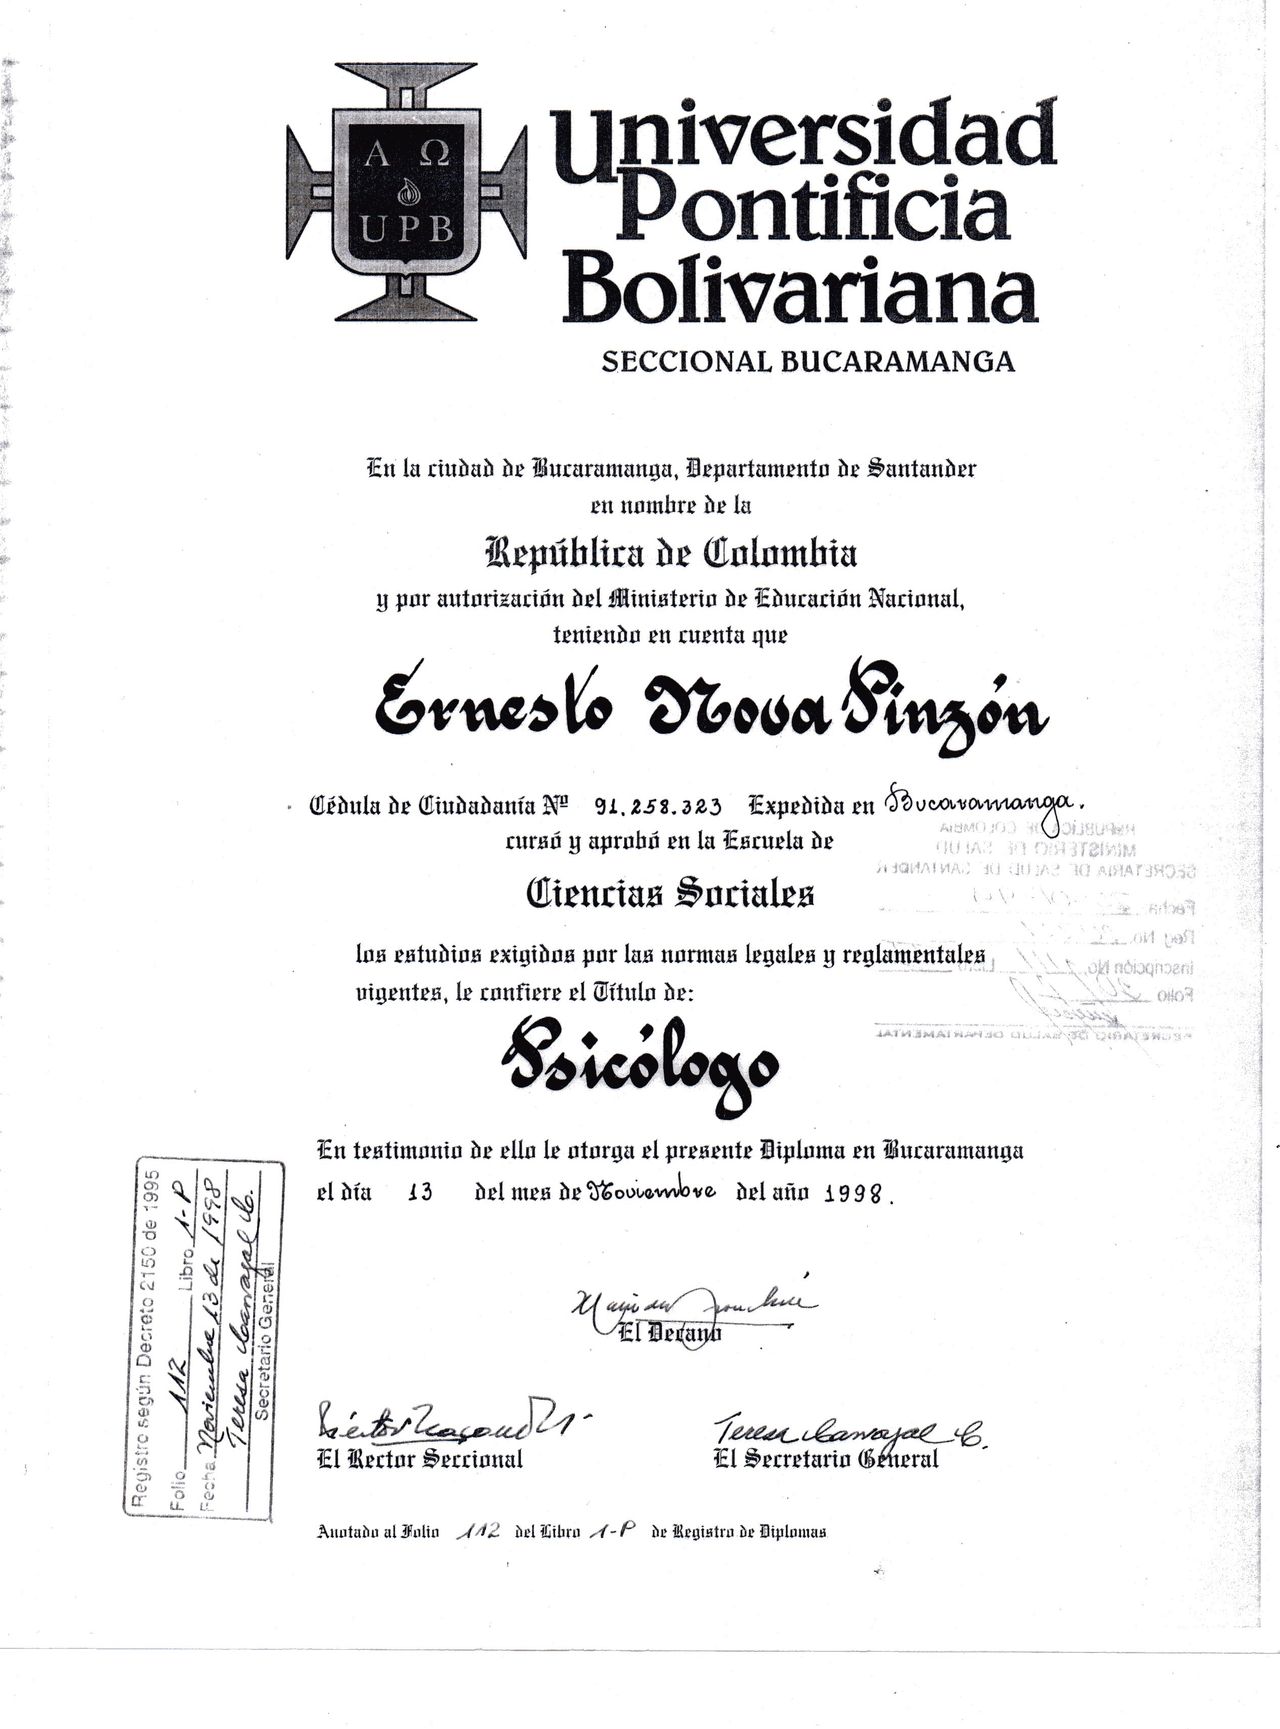 Α Ω
UPB
Universidad
Pontificia
Bolivariana
SECCIONAL BUCARAMANGA
En la ciudad de Bucaramanga, Departamento de Santander
en nombre de la
República de Colombia
y por autorización del Ministerio de Educación Nacional,
teniendo en cuenta que
Ernesto Nova Pinzón
Cédula de Ciudadanía Nº 91.258.323 Expedida en Bucaramanga.
cursó y aprobó en la Escuela de
Ciencias Sociales
los estudios exigidos por las normas legales y reglamentales
vigentes, le confiere el Título de:
Psicólogo
En testimonio de ello le otorga el presente Diploma en Bucaramanga
el día 13 del mes de Noviembre del año 1998.
El Decano
El Rector Seccional
Teresa Carvajal C.
El Secretario General
Anotado al Folio 112 del Libro 1-P de Registro de Diplomas
Registro según Decreto 2150 de 1995
Folio 112 Libro 1-P
Fecha Noviembre 13 de 1998
Teresa Carvajal C.
Secretario General
REPUBLICA DE COLOMBIA
MINISTERIO DE SALUD
SECRETARIA DE SALUD DE SANTANDER
Fecha
Reg No.
Inscripción No. Libro
Folio
SECRETARIO DE SALUD DEPARTAMENTAL